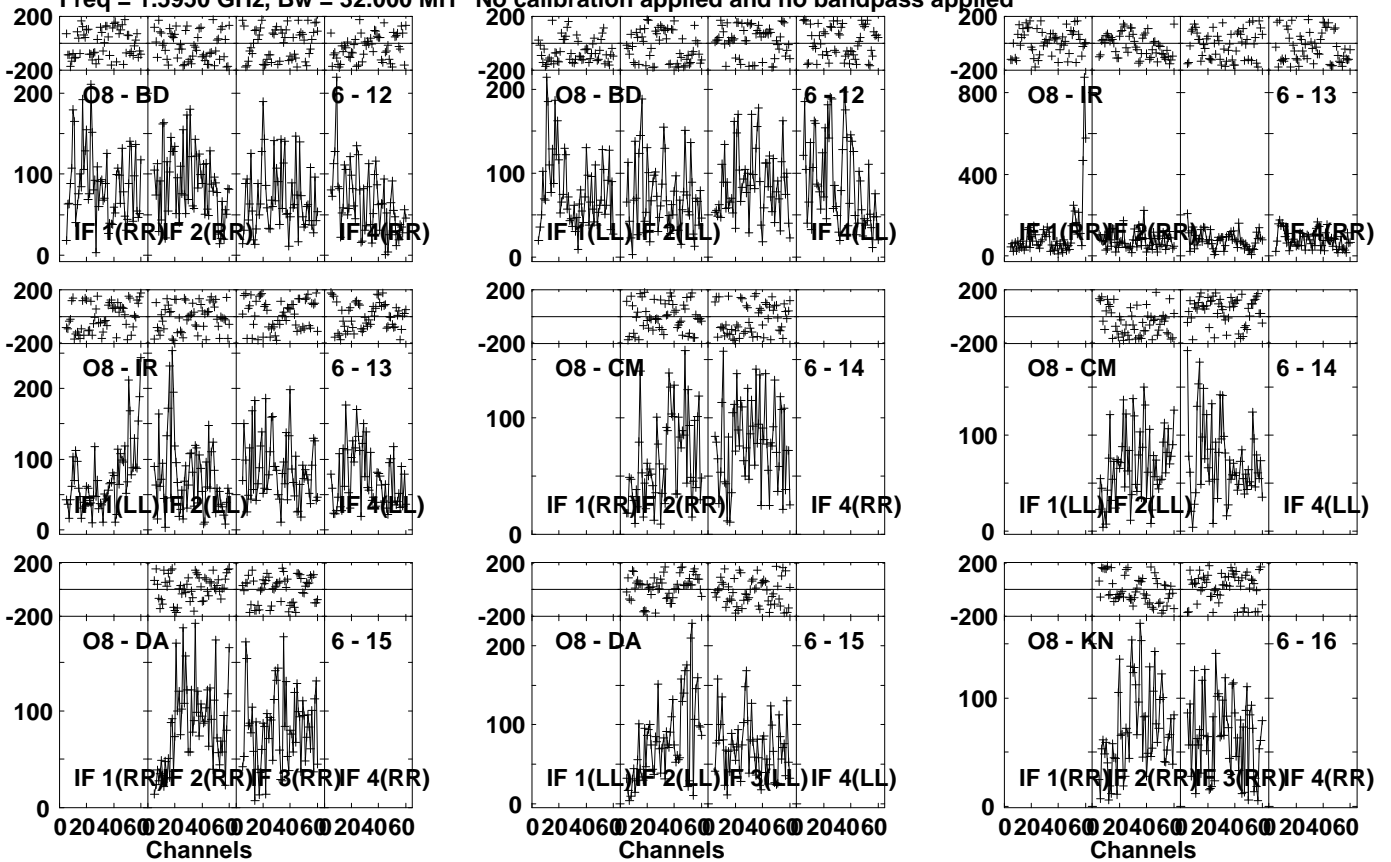 Freq = 1.5950 GHz, Bw = 32.000 MH No calibration applied and no bandpass applied
200 200 200
-200 -200 -200
200 O8 - BD 6 - 12 200 O8 - BD 6 - 12 800 O8 - IR 6 - 13
100 100 400
IF 1(RR) IF 2(RR) IF 4(RR) IF 1(LL) IF 2(LL) IF 4(LL) IF 1(RR) IF 2(RR) IF 4(RR)
0 0 0
200 200 200
-200 -200 -200
O8 - IR 6 - 13 O8 - CM 6 - 14 O8 - CM 6 - 14
200 100 100
100
IF 1(LL) IF 2(LL) IF 4(LL) IF 1(RR) IF 2(RR) IF 4(RR) IF 1(LL) IF 2(LL) IF 4(LL)
0 0 0
200 200 200
-200 -200 -200
O8 - DA 6 - 15 200 O8 - DA 6 - 15 O8 - KN 6 - 16
100 100 100
IF 1(RR) IF 2(RR) IF 3(RR) IF 4(RR) IF 1(LL) IF 2(LL) IF 3(LL) IF 4(LL) IF 1(RR) IF 2(RR) IF 3(RR) IF 4(RR)
0 0 0
0 20 40 60 0 20 40 60 0 20 40 60 0 20 40 60 0 20 40 60 0 20 40 60 0 20 40 60 0 20 40 60 0 20 40 60 0 20 40 60 0 20 40 60 0 20 40 60
Channels Channels Channels